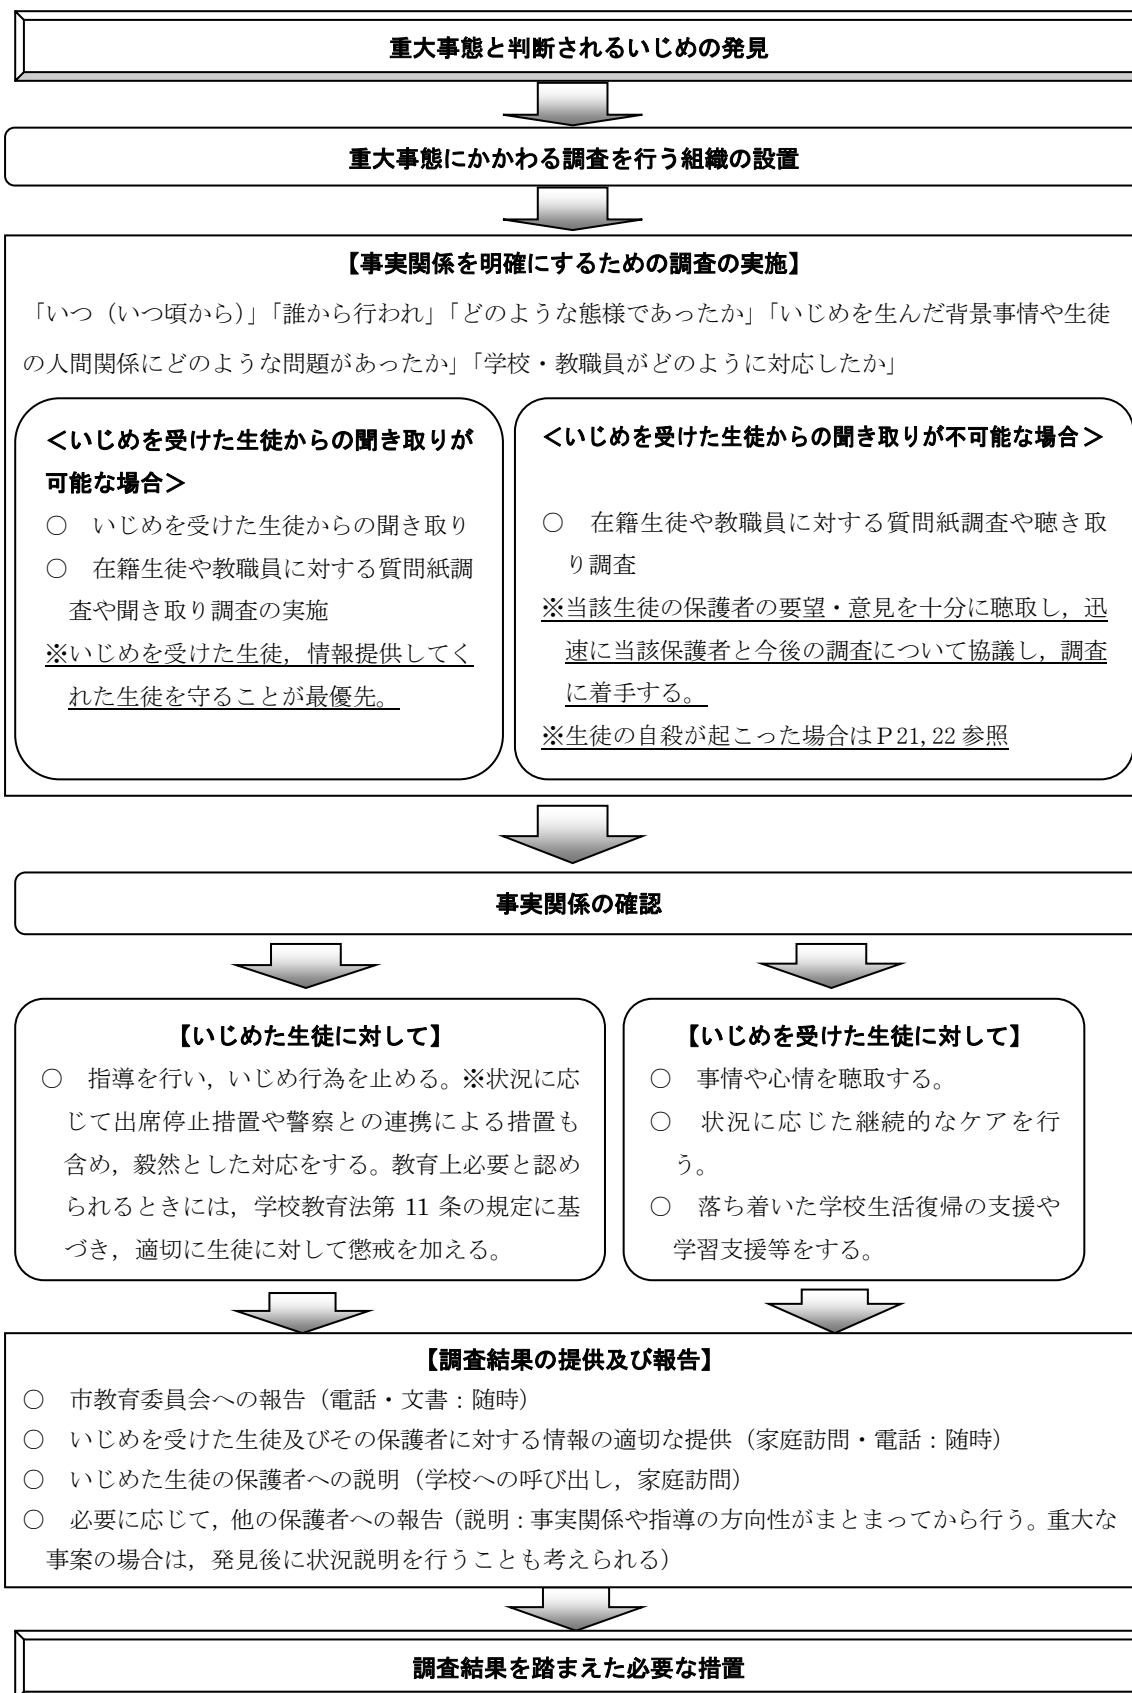 重大事態と判断されるいじめの発見
重大事態にかかわる調査を行う組織の設置
【事実関係を明確にするための調査の実施】
「いつ（いつ頃から）」「誰から行われ」「どのような態様であったか」「いじめを生んだ背景事情や生徒
の人間関係にどのような問題があったか」「学校・教職員がどのように対応したか」
＜いじめを受けた生徒からの聞き取りが
可能な場合＞
○　いじめを受けた生徒からの聞き取り
○　在籍生徒や教職員に対する質問紙調
査や聞き取り調査の実施
※いじめを受けた生徒，情報提供してく
れた生徒を守ることが最優先。
＜いじめを受けた生徒からの聞き取りが不可能な場合＞
○　在籍生徒や教職員に対する質問紙調査や聴き取
り調査
※当該生徒の保護者の要望・意見を十分に聴取し，迅
速に当該保護者と今後の調査について協議し，調査
に着手する。
※生徒の自殺が起こった場合はＰ21，22 参照
事実関係の確認
【いじめた生徒に対して】
○　指導を行い，いじめ行為を止める。※状況に応
じて出席停止措置や警察との連携による措置も
含め，毅然とした対応をする。教育上必要と認め
られるときには，学校教育法第 11 条の規定に基
づき，適切に生徒に対して懲戒を加える。
【いじめを受けた生徒に対して】
○　事情や心情を聴取する。
○　状況に応じた継続的なケアを行
う。
○　落ち着いた学校生活復帰の支援や
学習支援等をする。
【調査結果の提供及び報告】
○　市教育委員会への報告（電話・文書：随時）
○　いじめを受けた生徒及びその保護者に対する情報の適切な提供（家庭訪問・電話：随時）
○　いじめた生徒の保護者への説明（学校への呼び出し，家庭訪問）
○　必要に応じて，他の保護者への報告（説明：事実関係や指導の方向性がまとまってから行う。重大な
事案の場合は，発見後に状況説明を行うことも考えられる）
調査結果を踏まえた必要な措置